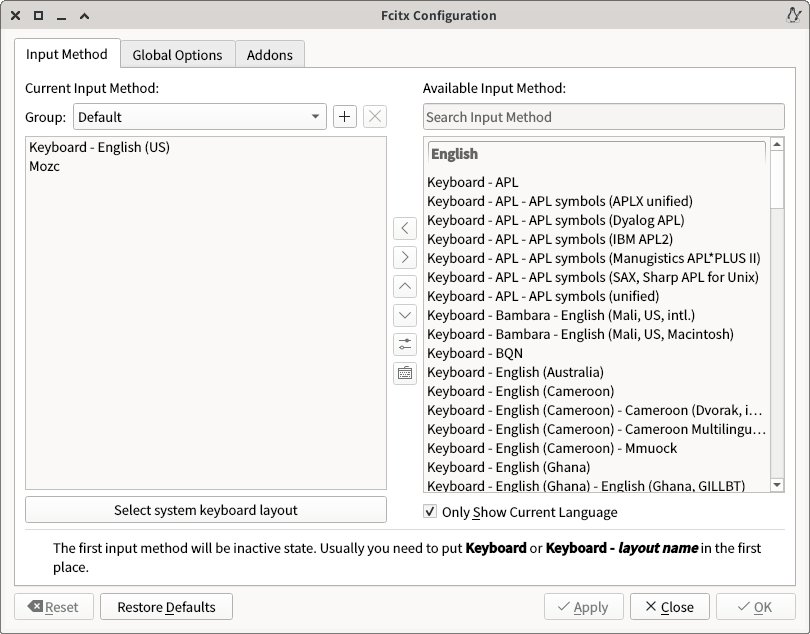 Fcitx Configuration
Input Method
Global Options
Addons
Current Input Method:
Group:
Default
Keyboard - English (US)
Mozc
Select system keyboard layout
Available Input Method:
Search Input Method
English
Keyboard - APL
Keyboard - APL - APL symbols (APLX unified)
Keyboard - APL - APL symbols (Dyalog APL)
Keyboard - APL - APL symbols (IBM APL2)
Keyboard - APL - APL symbols (Manugistics APL*PLUS II)
Keyboard - APL - APL symbols (SAX, Sharp APL for Unix)
Keyboard - APL - APL symbols (unified)
Keyboard - Bambara - English (Mali, US, intl.)
Keyboard - Bambara - English (Mali, US, Macintosh)
Keyboard - BQN
Keyboard - English (Australia)
Keyboard - English (Cameroon)
Keyboard - English (Cameroon) - Cameroon (Dvorak, i...
Keyboard - English (Cameroon) - Cameroon Multilingu...
Keyboard - English (Cameroon) - Mmuock
Keyboard - English (Ghana)
Keyboard - English (Ghana) - English (Ghana, GILLBT)
Only Show Current Language
The first input method will be inactive state. Usually you need to put Keyboard or Keyboard - layout name in the first
place.
Reset
Restore Defaults
Apply
Close
OK